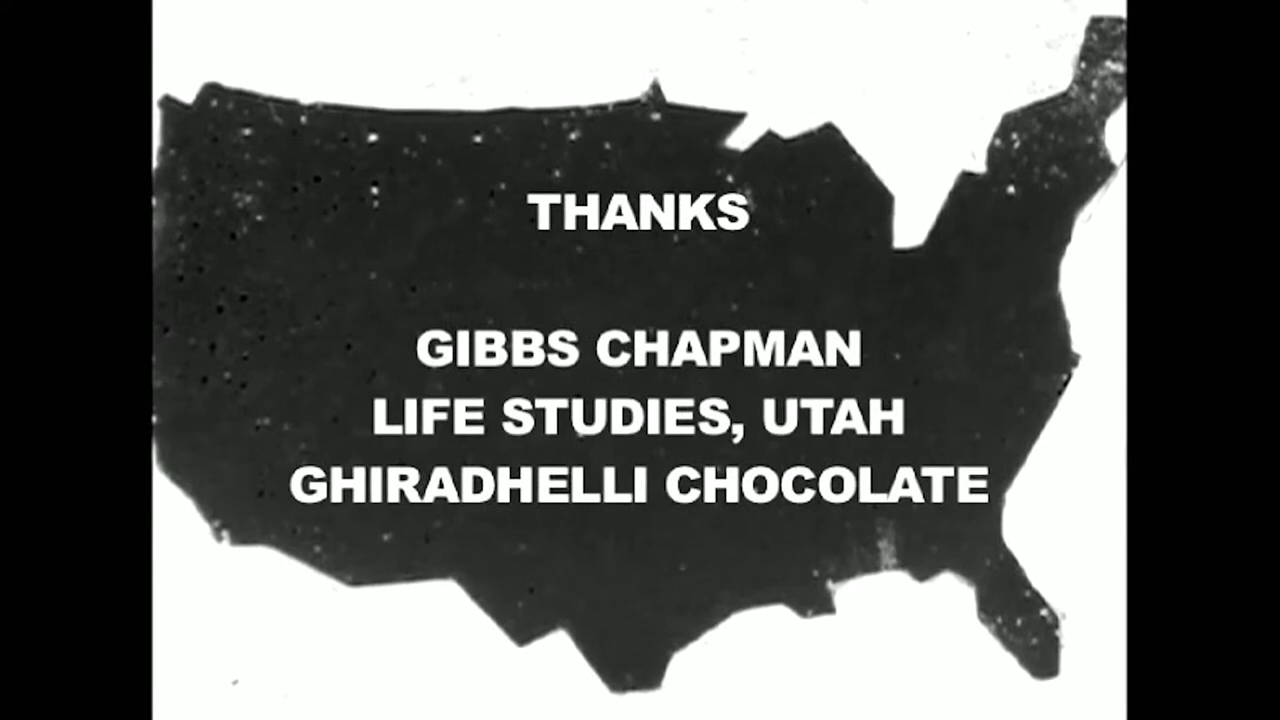 THANKS
GIBBS CHAPMAN
LIFE STUDIES, UTAH
GHIRADHELLI CHOCOLATE